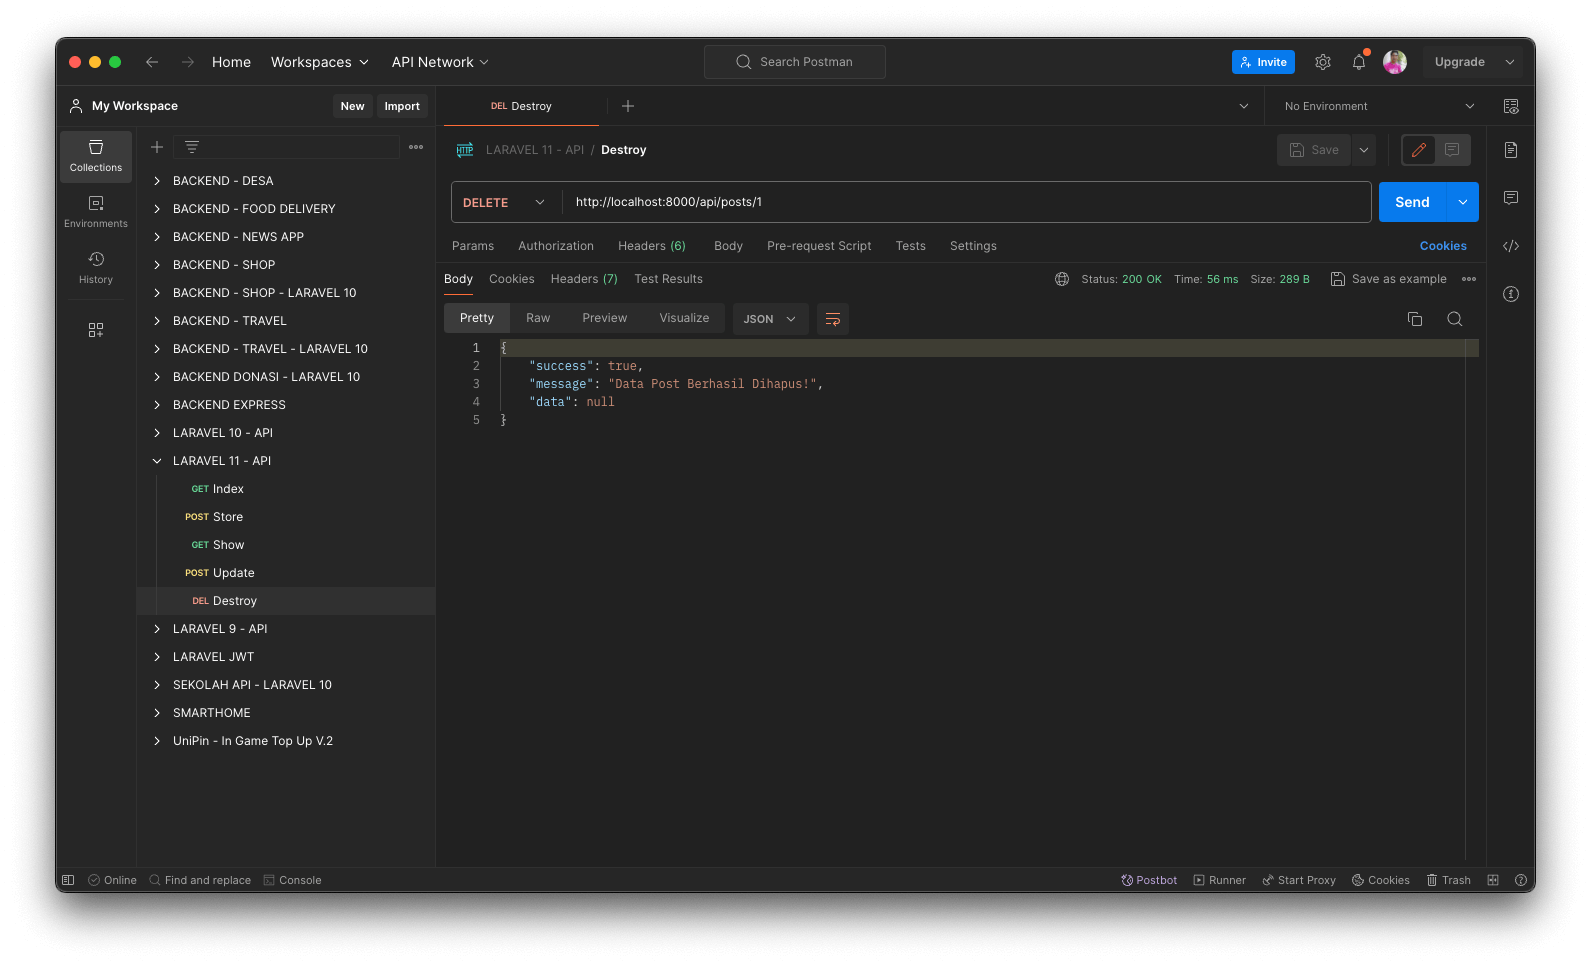 Home Workspaces API Network Search Postman Invite Upgrade
My Workspace New Import
DEL Destroy No Environment
Collections
Environments
History
BACKEND - DESA
BACKEND - FOOD DELIVERY
BACKEND - NEWS APP
BACKEND - SHOP
BACKEND - SHOP - LARAVEL 10
BACKEND - TRAVEL
BACKEND - TRAVEL - LARAVEL 10
BACKEND DONASI - LARAVEL 10
BACKEND EXPRESS
LARAVEL 10 - API
LARAVEL 11 - API
GET Index
POST Store
GET Show
POST Update
DEL Destroy
LARAVEL 9 - API
LARAVEL JWT
SEKOLAH API - LARAVEL 10
SMARTHOME
UniPin - In Game Top Up V.2
HTTP LARAVEL 11 - API / Destroy Save
DELETE http://localhost:8000/api/posts/1 Send
Params Authorization Headers (6) Body Pre-request Script Tests Settings Cookies
Body Cookies Headers (7) Test Results Status: 200 OK Time: 56 ms Size: 289 B Save as example
Pretty Raw Preview Visualize JSON
1 {
2 "success": true,
3 "message": "Data Post Berhasil Dihapus!",
4 "data": null
5 }
Online Find and replace Console Postbot Runner Start Proxy Cookies Trash